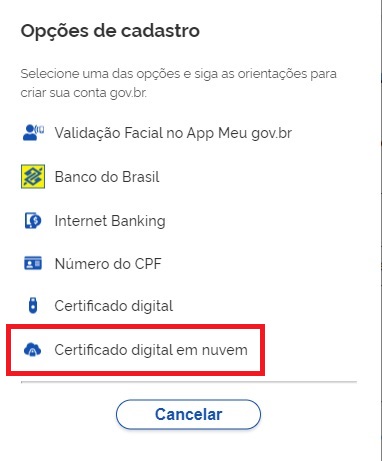 Opções de cadastro
Selecione uma das opções e siga as orientações para
criar sua conta gov.br.
Validação Facial no App Meu gov.br
Banco do Brasil
Internet Banking
Número do CPF
Certificado digital
Certificado digital em nuvem
Cancelar